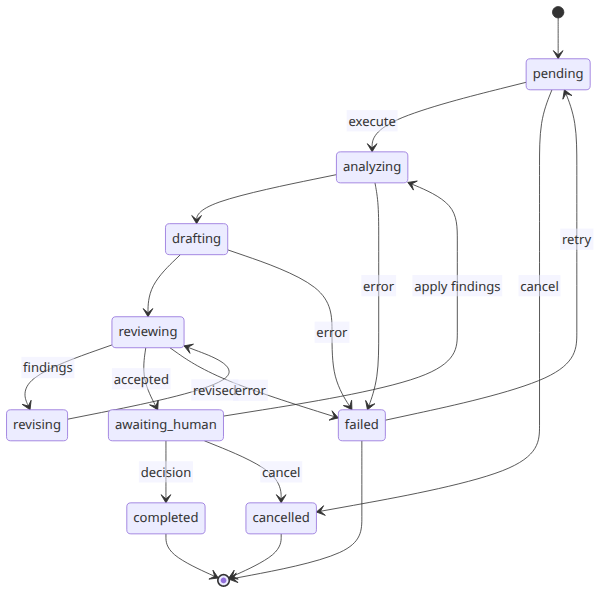 pending
execute
analyzing
drafting
retry
error
apply findings
cancel
reviewing
error
findings
accepted
revised
error
revising
awaiting_human
failed
decision
cancel
completed
cancelled